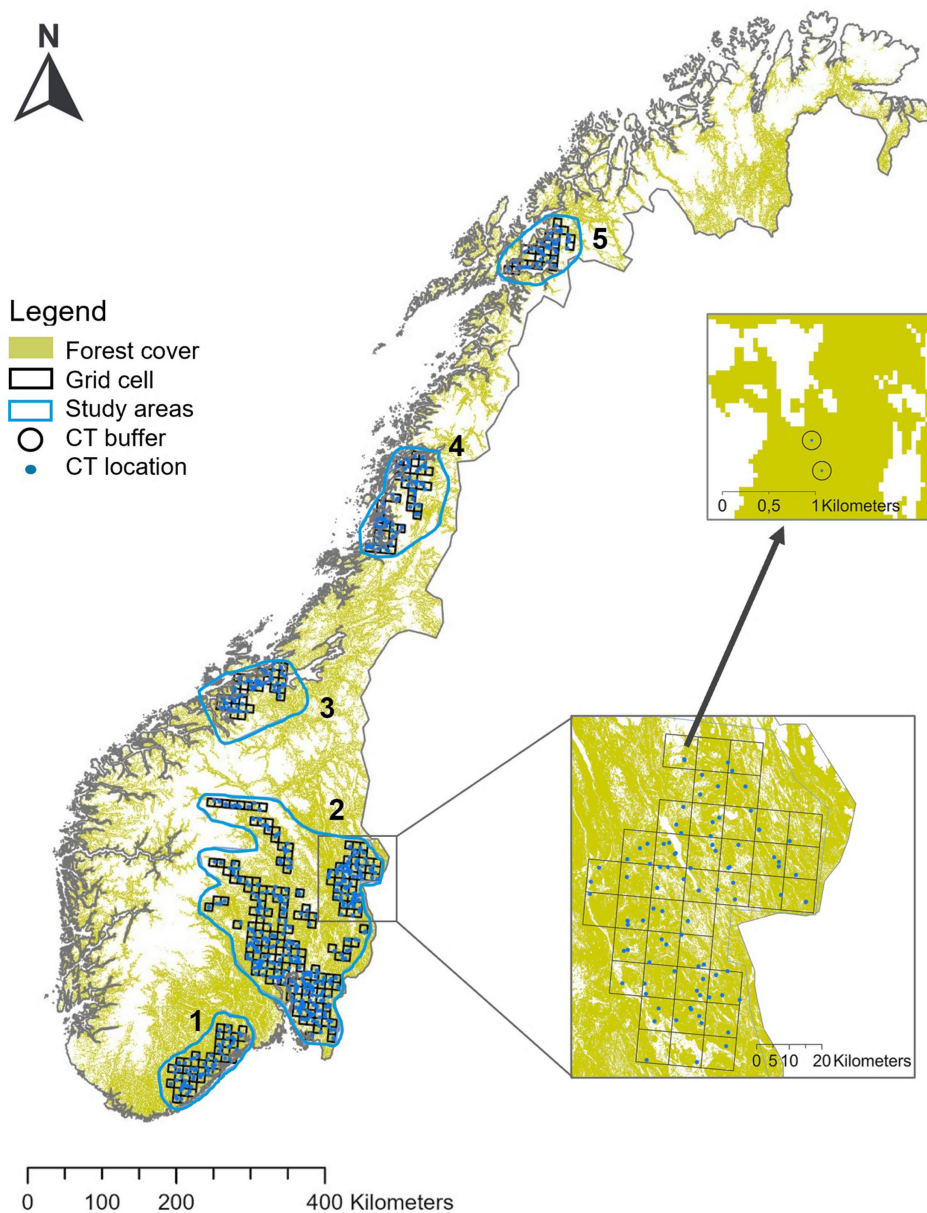 N
5
Legend
Forest cover
Grid cell
Study areas
CT buffer
CT location
4
0 0,5 1 Kilometers
3
2
1
0 5 10 20 Kilometers
0 100 200 400 Kilometers